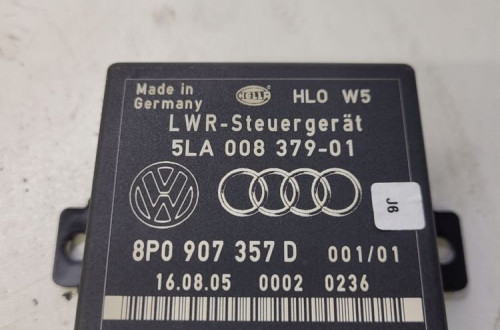 Made in
Germany
HELLA
HLO W5
LWR-Steuergerät
5LA 008 379-01
J6
8P0 907 357 D 001/01
16.08.05 0002 0236